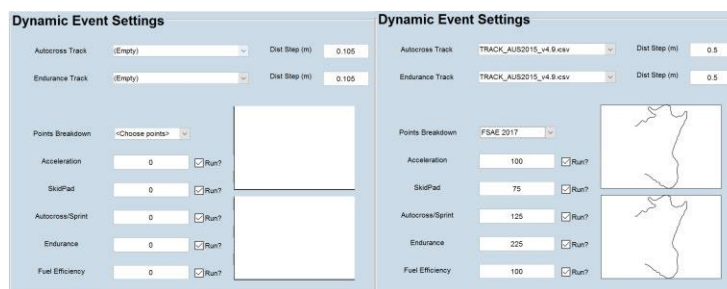 Dynamic Event Settings
Autocross Track (Empty) Dist Step (m) 0.105
Endurance Track (Empty) Dist Step (m) 0.105
Points Breakdown <Choose points>
Acceleration 0 Run?
SkidPad 0 Run?
Autocross/Sprint 0 Run?
Endurance 0 Run?
Fuel Efficiency 0 Run?
Dynamic Event Settings
Autocross Track TRACK_AUS2015_v4.9.csv Dist Step (m) 0.5
Endurance Track TRACK_AUS2015_v4.9.csv Dist Step (m) 0.5
Points Breakdown FSAE 2017
Acceleration 100 Run?
SkidPad 75 Run?
Autocross/Sprint 125 Run?
Endurance 225 Run?
Fuel Efficiency 100 Run?